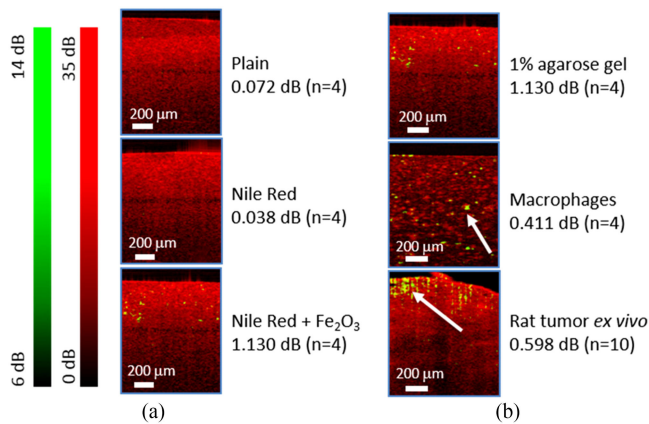 14 dB
6 dB
35 dB
0 dB
200 µm
Plain
0.072 dB (n=4)
200 µm
Nile Red
0.038 dB (n=4)
200 µm
Nile Red + Fe₂O₃
1.130 dB (n=4)
(a)
200 µm
1% agarose gel
1.130 dB (n=4)
200 µm
Macrophages
0.411 dB (n=4)
200 µm
Rat tumor ex vivo
0.598 dB (n=10)
(b)